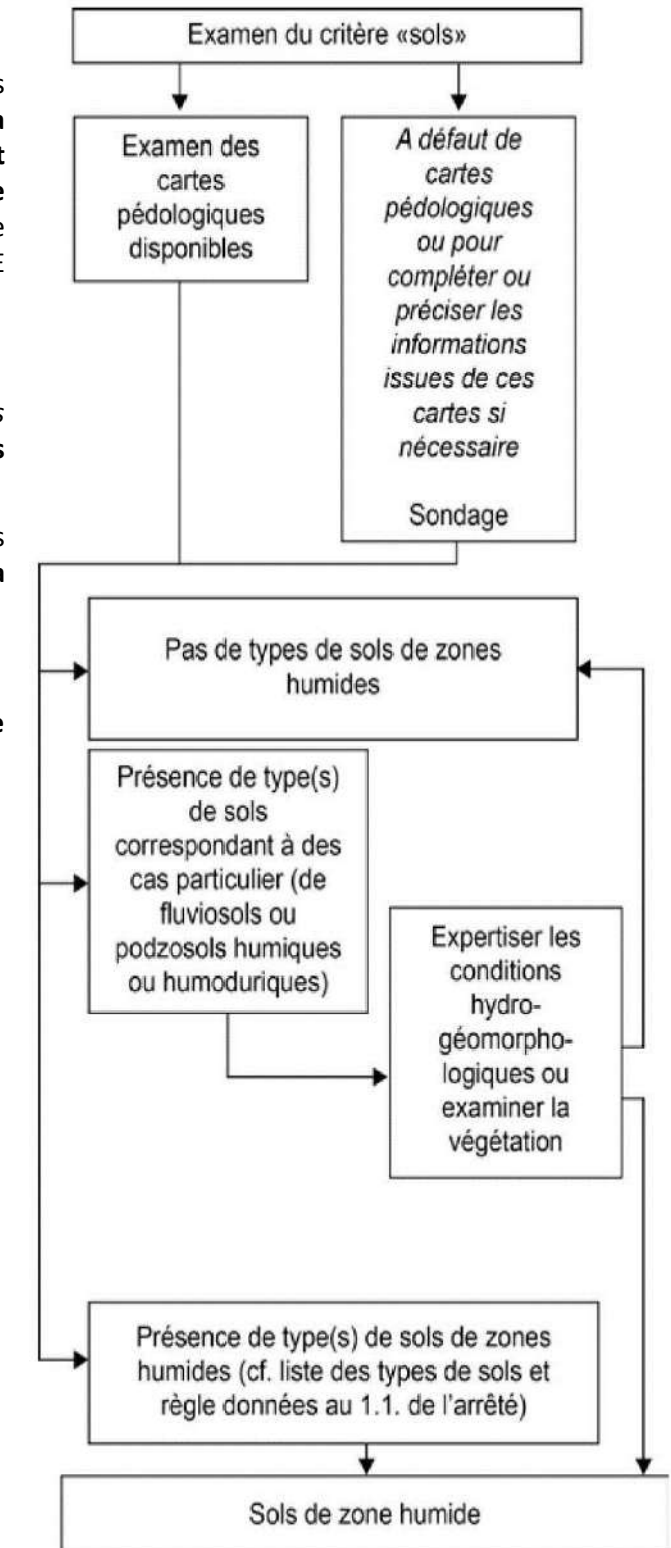 Examen du critère «sols»
Examen des
cartes
pédologiques
disponibles
A défaut de
cartes
pédologiques
ou pour
compléter ou
préciser les
informations
issues de ces
cartes si
nécessaire
Sondage
Pas de types de sols de zones
humides
Présence de type(s)
de sols
correspondant à des
cas particulier (de
fluviosols ou
podzosols humiques
ou humoduriques)
Expertiser les
conditions
hydro-
géomorpho-
logiques ou
examiner la
végétation
Présence de type(s) de sols de zones
humides (cf. liste des types de sols et
règle données au 1.1. de l'arrêté)
Sols de zone humide